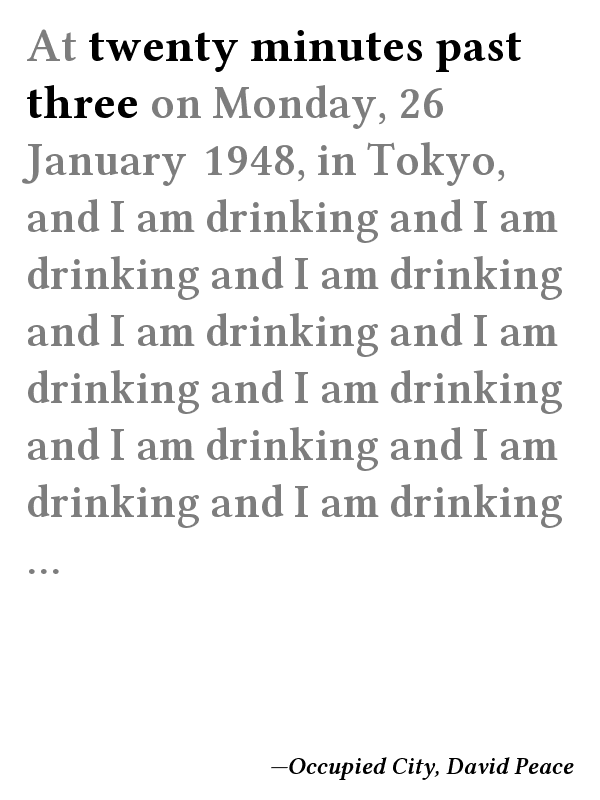 At twenty minutes past
three on Monday, 26
January 1948, in Tokyo,
and I am drinking and I am
drinking and I am drinking
and I am drinking and I am
drinking and I am drinking
and I am drinking and I am
drinking and I am drinking
...
—Occupied City, David Peace